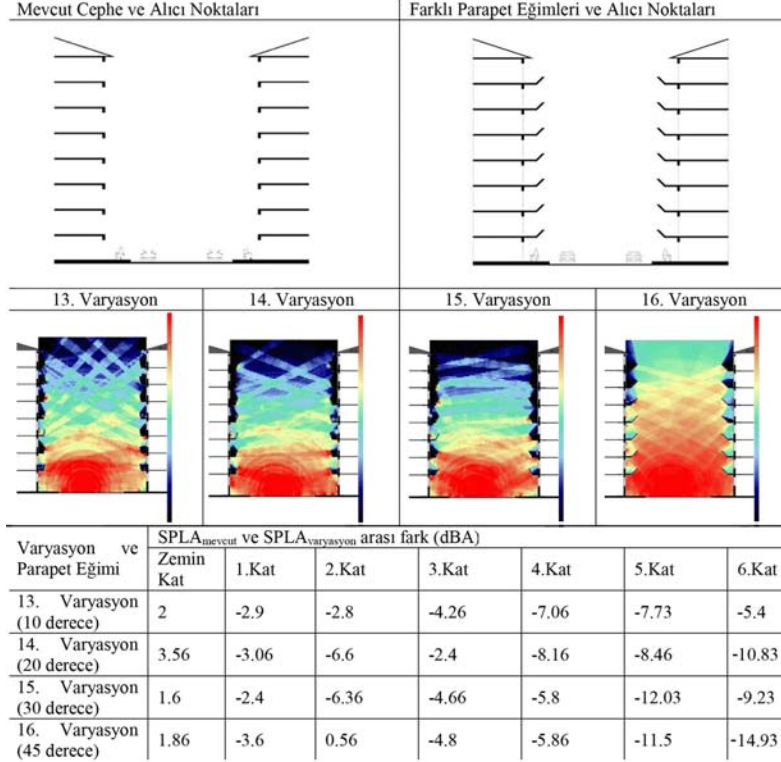 Mevcut Cephe ve Alıcı Noktaları
Farklı Parapet Eğimleri ve Alıcı Noktaları
13. Varyasyon
14. Varyasyon
15. Varyasyon
16. Varyasyon
Varyasyon ve
Parapet Eğimi
SPLAmevcut ve SPLAvaryasyon arası fark (dBA)
Zemin
Kat
1.Kat
2.Kat
3.Kat
4.Kat
5.Kat
6.Kat
13. Varyasyon
(10 derece)
2
-2.9
-2.8
-4.26
-7.06
-7.73
-5.4
14. Varyasyon
(20 derece)
3.56
-3.06
-6.6
-2.4
-8.16
-8.46
-10.83
15. Varyasyon
(30 derece)
1.6
-2.4
-6.36
-4.66
-5.8
-12.03
-9.23
16. Varyasyon
(45 derece)
1.86
-3.6
0.56
-4.8
-5.86
-11.5
-14.93